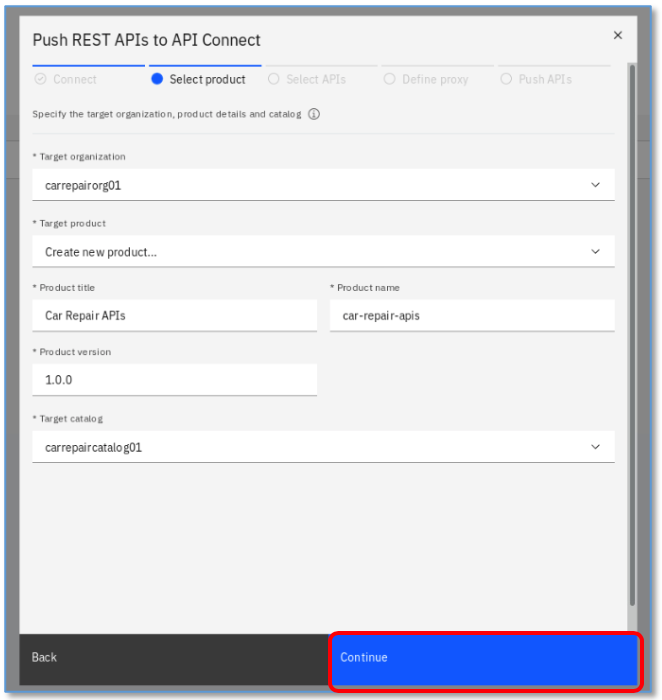 Push REST APIs to API Connect
Connect Select product Select APIs Define proxy Push APIs
Specify the target organization, product details and catalog
* Target organization
carrepairorg01
* Target product
Create new product...
* Product title * Product name
Car Repair APIs car-repair-apis
* Product version
1.0.0
* Target catalog
carrepaircatalog01
Back Continue